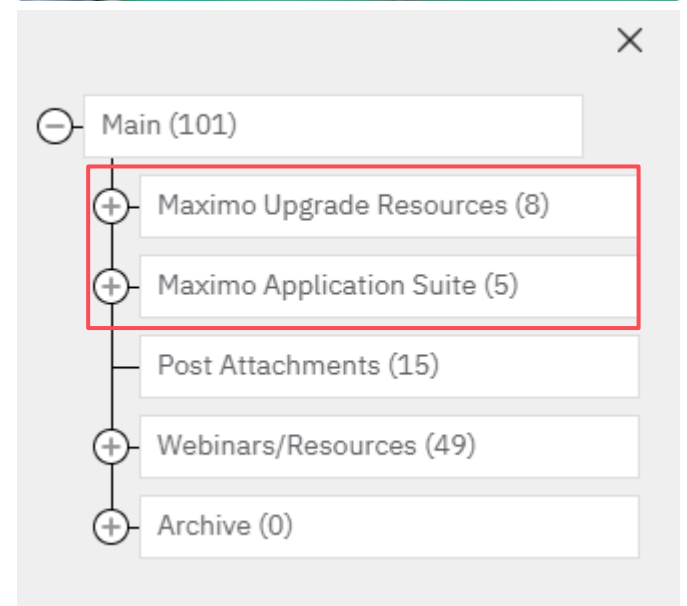 Main (101)
Maximo Upgrade Resources (8)
Maximo Application Suite (5)
Post Attachments (15)
Webinars/Resources (49)
Archive (0)